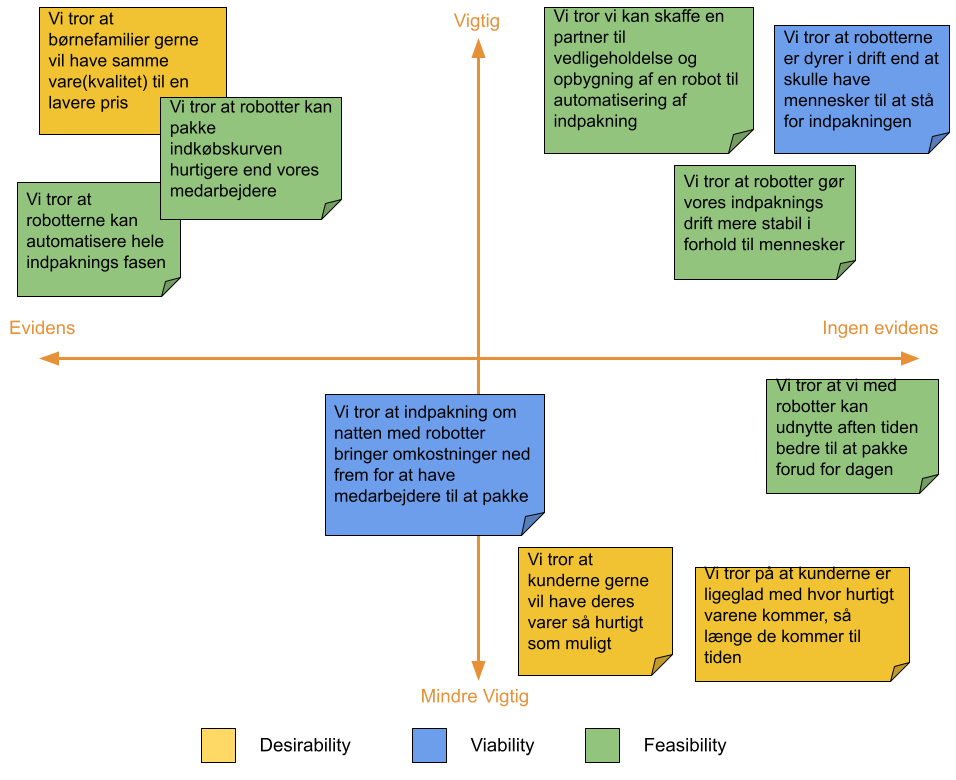 Vigtig
Vi tror at
børnefamilier gerne
vil have samme
vare(kvalitet) til en
lavere pris
Vi tror at robotter kan
pakke
indkøbskurven
hurtigere end vores
medarbejdere
Vi tror at
robotterne kan
automatisere hele
indpaknings fasen
Vi tror vi kan skaffe en
partner til
vedligeholdelse og
opbygning af en robot til
automatisering af
indpakning
Vi tror at robotterne
er dyrer i drift end at
skulle have
mennesker til at stå
for indpakningen
Vi tror at robotter gør
vores indpaknings
drift mere stabil i
forhold til mennesker
Evidens
Ingen evidens
Vi tror at indpakning om
natten med robotter
bringer omkostninger ned
frem for at have
medarbejdere til at pakke
Vi tror at vi med
robotter kan
udnytte aften tiden
bedre til at pakke
forud for dagen
Vi tror at
kunderne gerne
vil have deres
varer så hurtigt
som muligt
Vi tror på at kunderne er
ligeglad med hvor hurtigt
varene kommer, så
længe de kommer til
tiden
Mindre Vigtig
Desirability
Viability
Feasibility